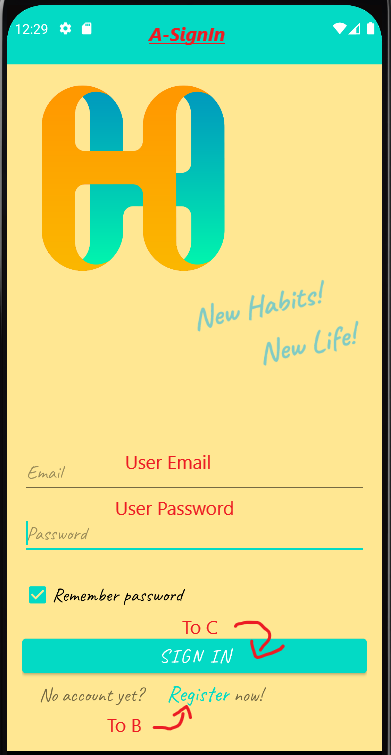 12:29
A-SignIn
New Habits!
New Life!
User Email
Email
User Password
Password
Remember password
To C
SIGN IN
No account yet? Register now!
To B